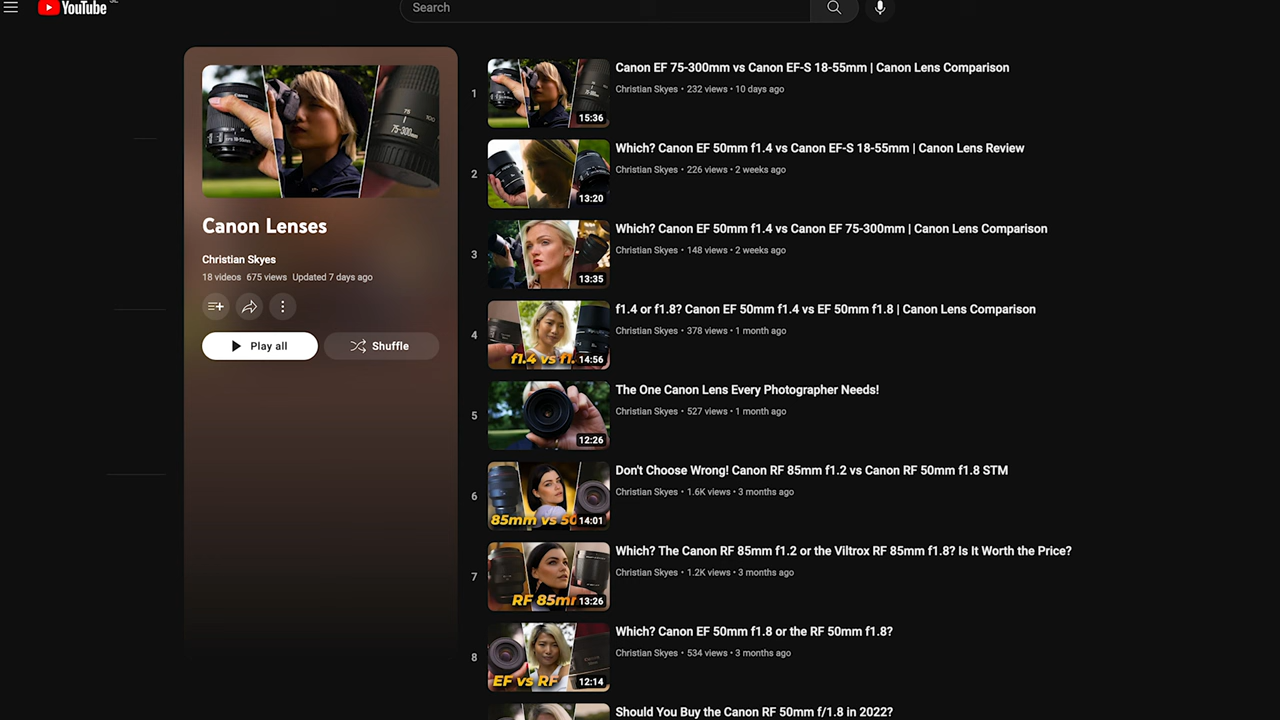 YouTube
Search
75-300mm
Canon Lenses
Christian Skyes
18 videos 675 views Updated 7 days ago
Play all
Shuffle
1
15:36
Canon EF 75-300mm vs Canon EF-S 18-55mm | Canon Lens Comparison
Christian Skyes • 232 views • 10 days ago
2
13:20
Which? Canon EF 50mm f1.4 vs Canon EF-S 18-55mm | Canon Lens Review
Christian Skyes • 226 views • 2 weeks ago
3
13:35
Which? Canon EF 50mm f1.4 vs Canon EF 75-300mm | Canon Lens Comparison
Christian Skyes • 148 views • 2 weeks ago
4
f1.4 vs f1.
14:56
f1.4 or f1.8? Canon EF 50mm f1.4 vs EF 50mm f1.8 | Canon Lens Comparison
Christian Skyes • 378 views • 1 month ago
5
12:26
The One Canon Lens Every Photographer Needs!
Christian Skyes • 527 views • 1 month ago
6
85mm vs 50
14:01
Don't Choose Wrong! Canon RF 85mm f1.2 vs Canon RF 50mm f1.8 STM
Christian Skyes • 1.6K views • 3 months ago
7
RF 85m
13:26
Which? The Canon RF 85mm f1.2 or the Viltrox RF 85mm f1.8? Is It Worth the Price?
Christian Skyes • 1.2K views • 3 months ago
8
EF vs RF
12:14
Which? Canon EF 50mm f1.8 or the RF 50mm f1.8?
Christian Skyes • 534 views • 3 months ago
Should You Buy the Canon RF 50mm f/1.8 in 2022?